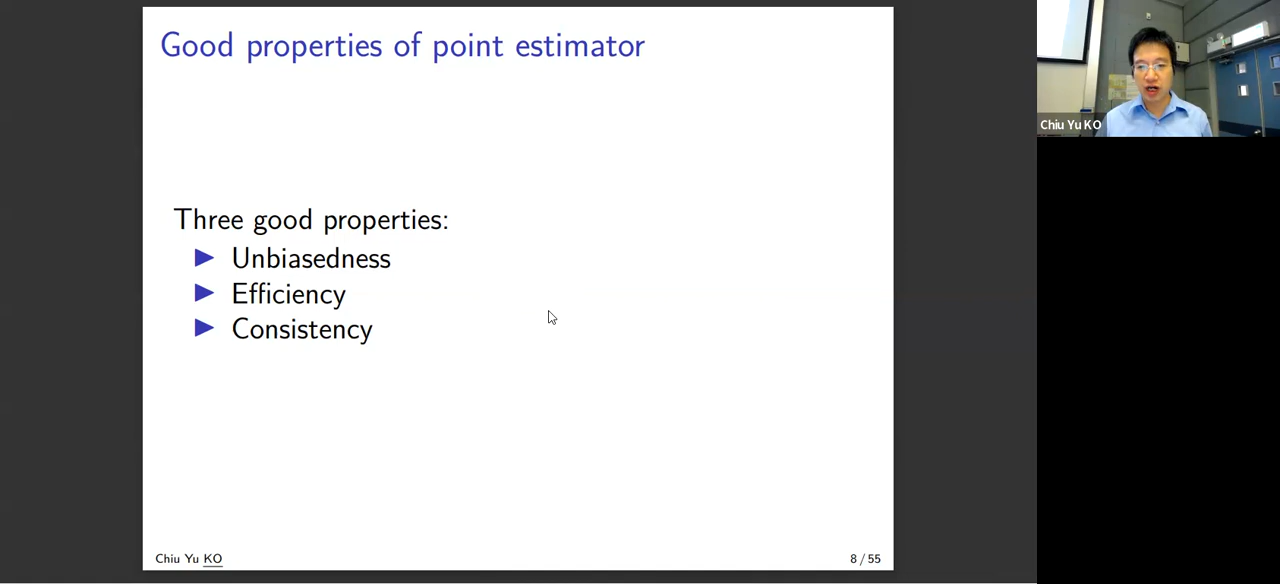 Good properties of point estimator
Three good properties:
▶ Unbiasedness
▶ Efficiency
▶ Consistency
Chiu Yu KO
8 / 55
Chiu Yu KO